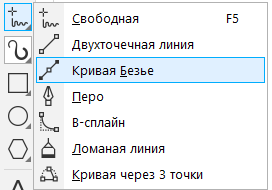 Свободная F5
Двухточечная линия
Кривая Безье
Перо
В-сплайн
Ломаная линия
Кривая через 3 точки